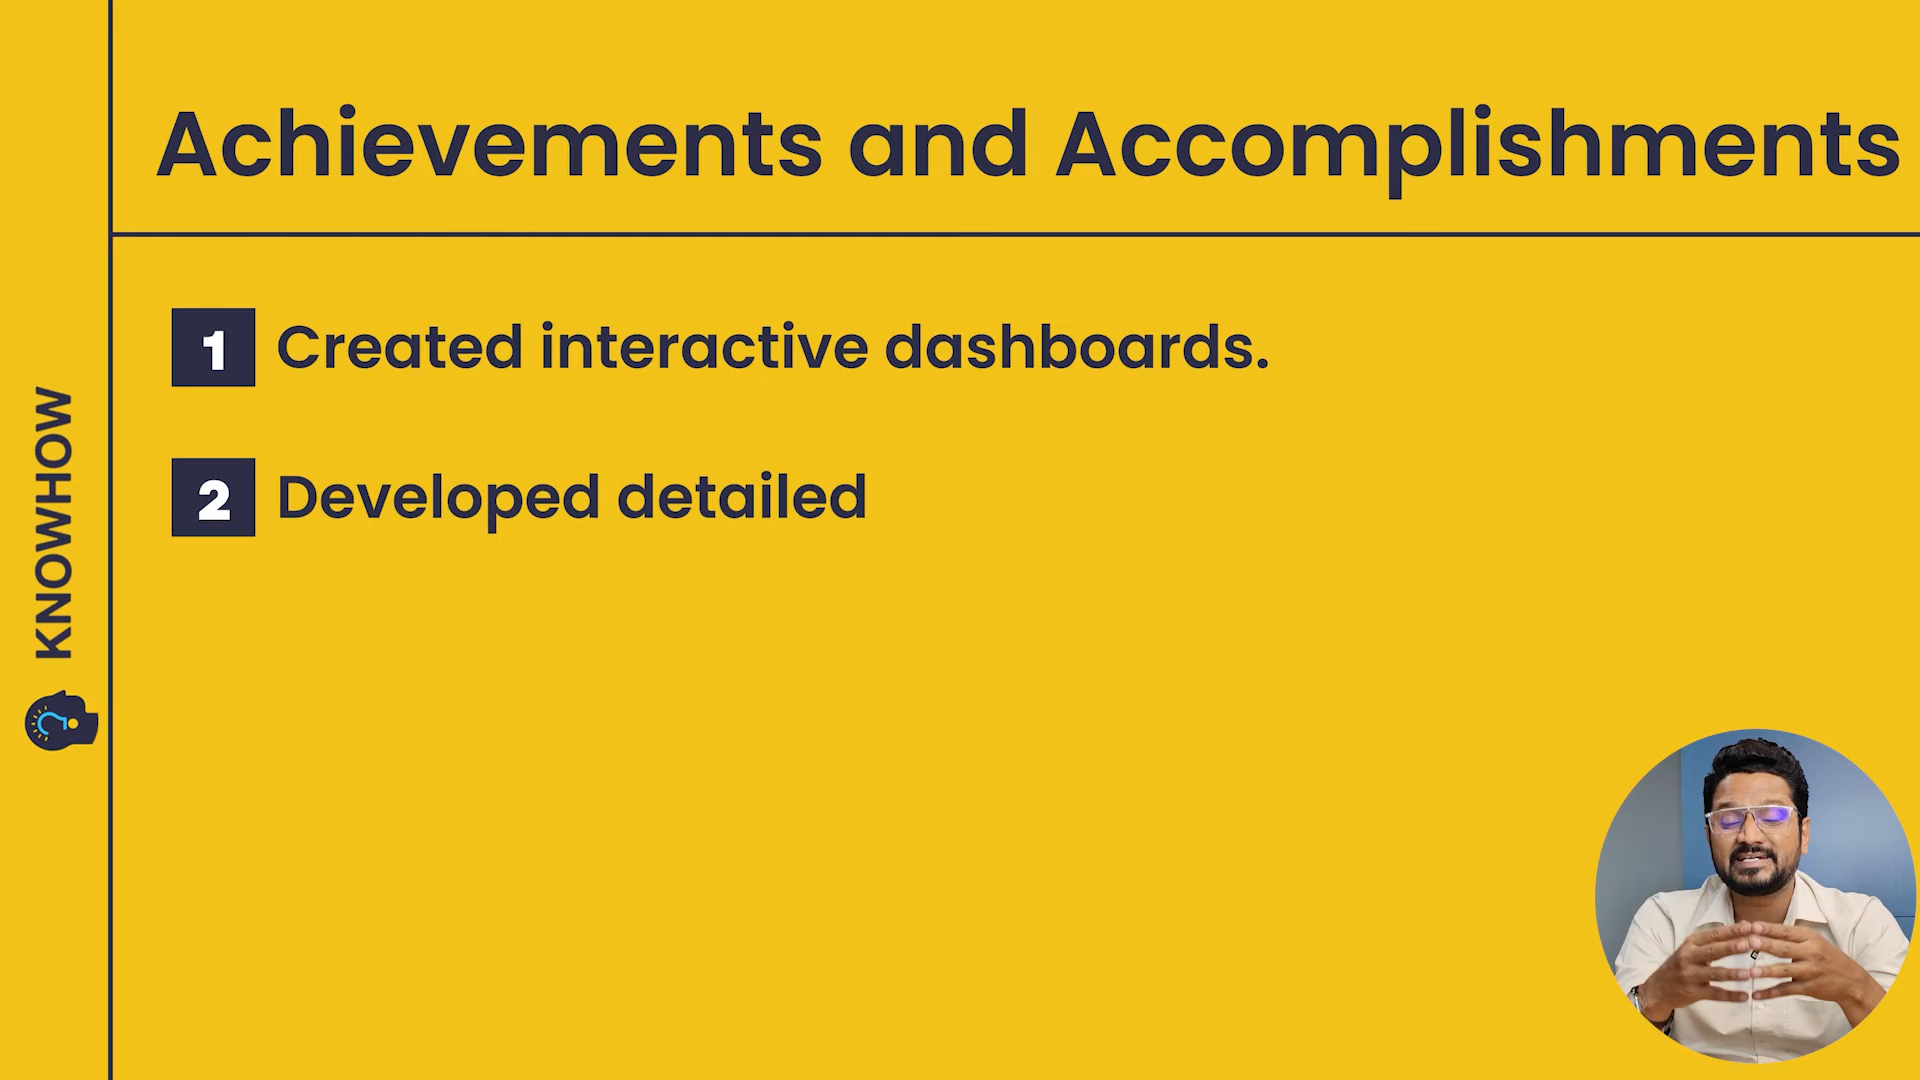 Achievements and Accomplishments
1 Created interactive dashboards.
2 Developed detailed
KNOWHOW